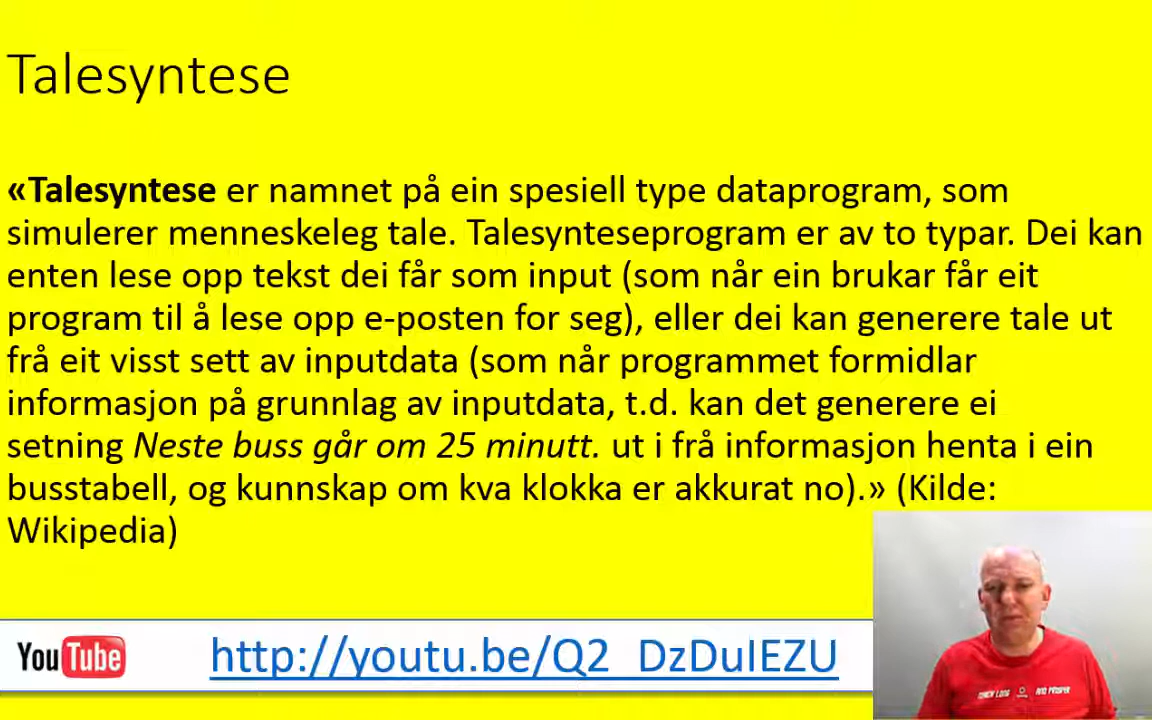 Talesyntese
«Talesyntese er namnet på ein spesiell type dataprogram, som
simulerer menneskeleg tale. Talesynteseprogram er av to typar. Dei kan
enten lese opp tekst dei får som input (som når ein brukar får eit
program til å lese opp e-posten for seg), eller dei kan generere tale ut
frå eit visst sett av inputdata (som når programmet formidlar
informasjon på grunnlag av inputdata, t.d. kan det generere ei
setning Neste buss går om 25 minutt. ut i frå informasjon henta i ein
busstabell, og kunnskap om kva klokka er akkurat no).» (Kilde:
Wikipedia)
YouTube http://youtu.be/Q2_DzDuIEZU
AND PROSPER